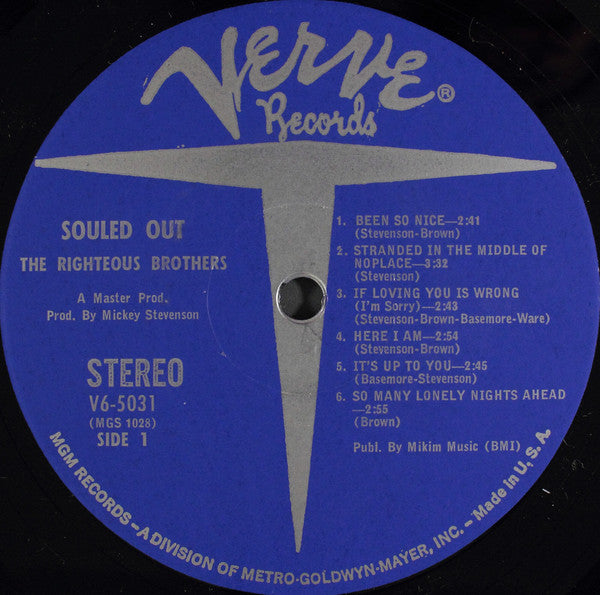 Verve ®
Records
SOULED OUT
THE RIGHTEOUS BROTHERS
A Master Prod.
Prod. By Mickey Stevenson
STEREO
V6-5031
(MGS 1028)
SIDE 1
1. BEEN SO NICE—2:41
(Stevenson-Brown)
2. STRANDED IN THE MIDDLE OF
NOPLACE—3:32
(Stevenson)
3. IF LOVING YOU IS WRONG
(I'm Sorry)—2:43
(Stevenson-Brown-Basemore-Ware)
4. HERE I AM—2:54
(Stevenson-Brown)
5. IT'S UP TO YOU—2:45
(Basemore-Stevenson)
6. SO MANY LONELY NIGHTS AHEAD
—2:55
(Brown)
Publ. By Mikim Music (BMI)
MGM RECORDS—A DIVISION OF METRO-GOLDWYN-MAYER, INC.—Made in U.S.A.